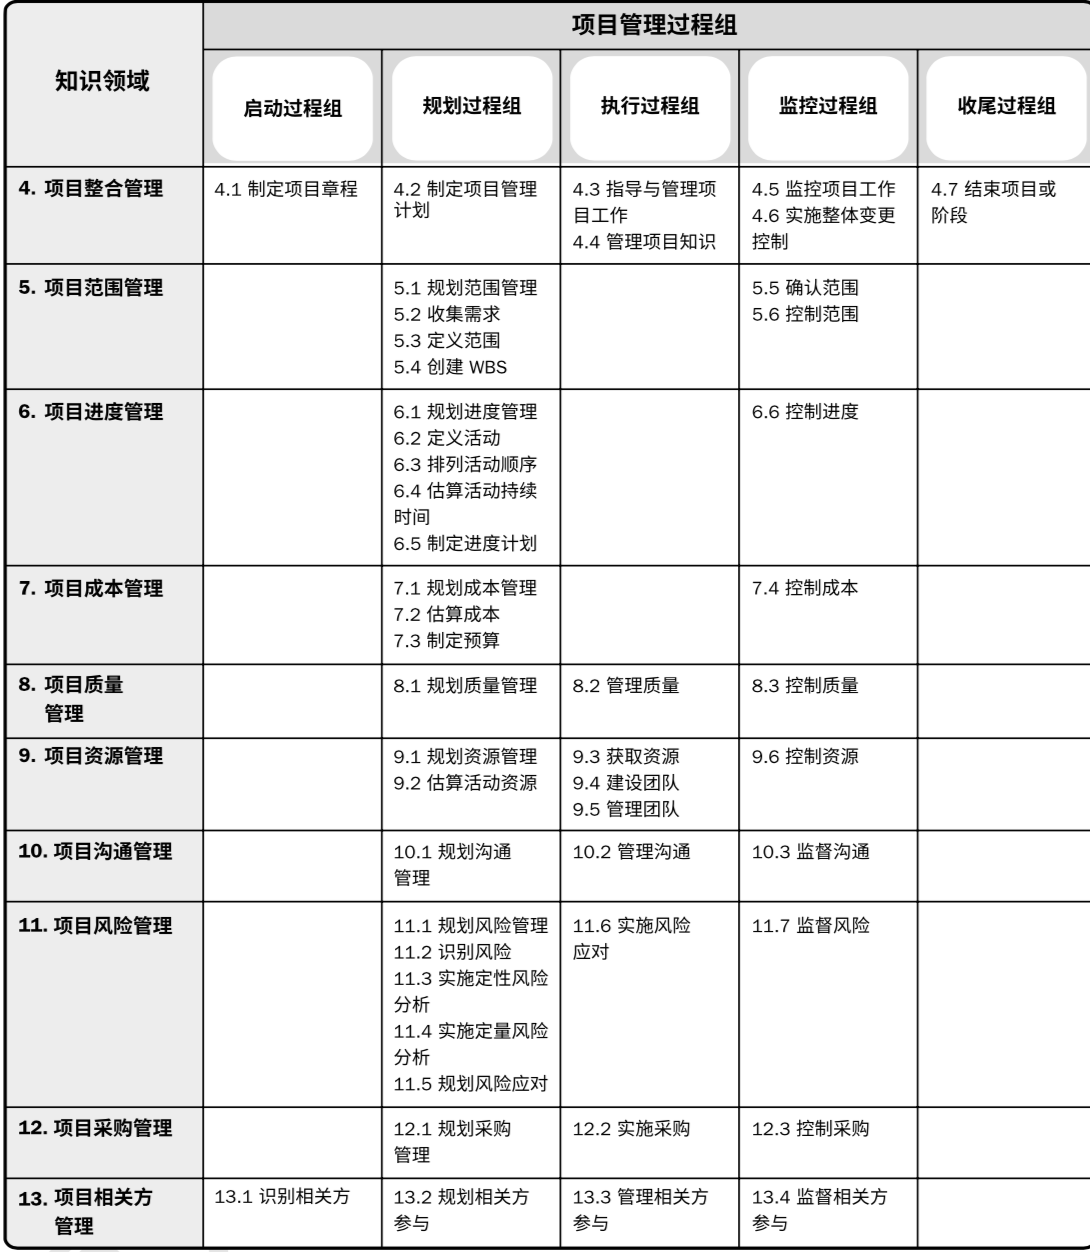 知识领域
项目管理过程组
启动过程组
规划过程组
执行过程组
监控过程组
收尾过程组
4. 项目整合管理
4.1 制定项目章程
4.2 制定项目管理
计划
4.3 指导与管理项
目工作
4.4 管理项目知识
4.5 监控项目工作
4.6 实施整体变更
控制
4.7 结束项目或
阶段
5. 项目范围管理
5.1 规划范围管理
5.2 收集需求
5.3 定义范围
5.4 创建 WBS
5.5 确认范围
5.6 控制范围
6. 项目进度管理
6.1 规划进度管理
6.2 定义活动
6.3 排列活动顺序
6.4 估算活动持续
时间
6.5 制定进度计划
6.6 控制进度
7. 项目成本管理
7.1 规划成本管理
7.2 估算成本
7.3 制定预算
7.4 控制成本
8. 项目质量
管理
8.1 规划质量管理
8.2 管理质量
8.3 控制质量
9. 项目资源管理
9.1 规划资源管理
9.2 估算活动资源
9.3 获取资源
9.4 建设团队
9.5 管理团队
9.6 控制资源
10. 项目沟通管理
10.1 规划沟通
管理
10.2 管理沟通
10.3 监督沟通
11. 项目风险管理
11.1 规划风险管理
11.2 识别风险
11.3 实施定性风险
分析
11.4 实施定量风险
分析
11.5 规划风险应对
11.6 实施风险
应对
11.7 监督风险
12. 项目采购管理
12.1 规划采购
管理
12.2 实施采购
12.3 控制采购
13. 项目相关方
管理
13.1 识别相关方
13.2 规划相关方
参与
13.3 管理相关方
参与
13.4 监督相关方
参与